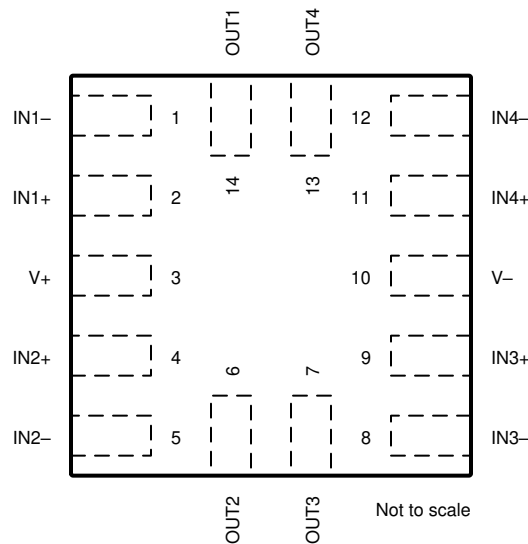 OUT1
OUT4
IN1–
1
12
IN4–
14
13
IN1+
2
11
IN4+
V+
3
10
V–
IN2+
4
6
7
9
IN3+
IN2–
5
8
IN3–
OUT2
OUT3
Not to scale